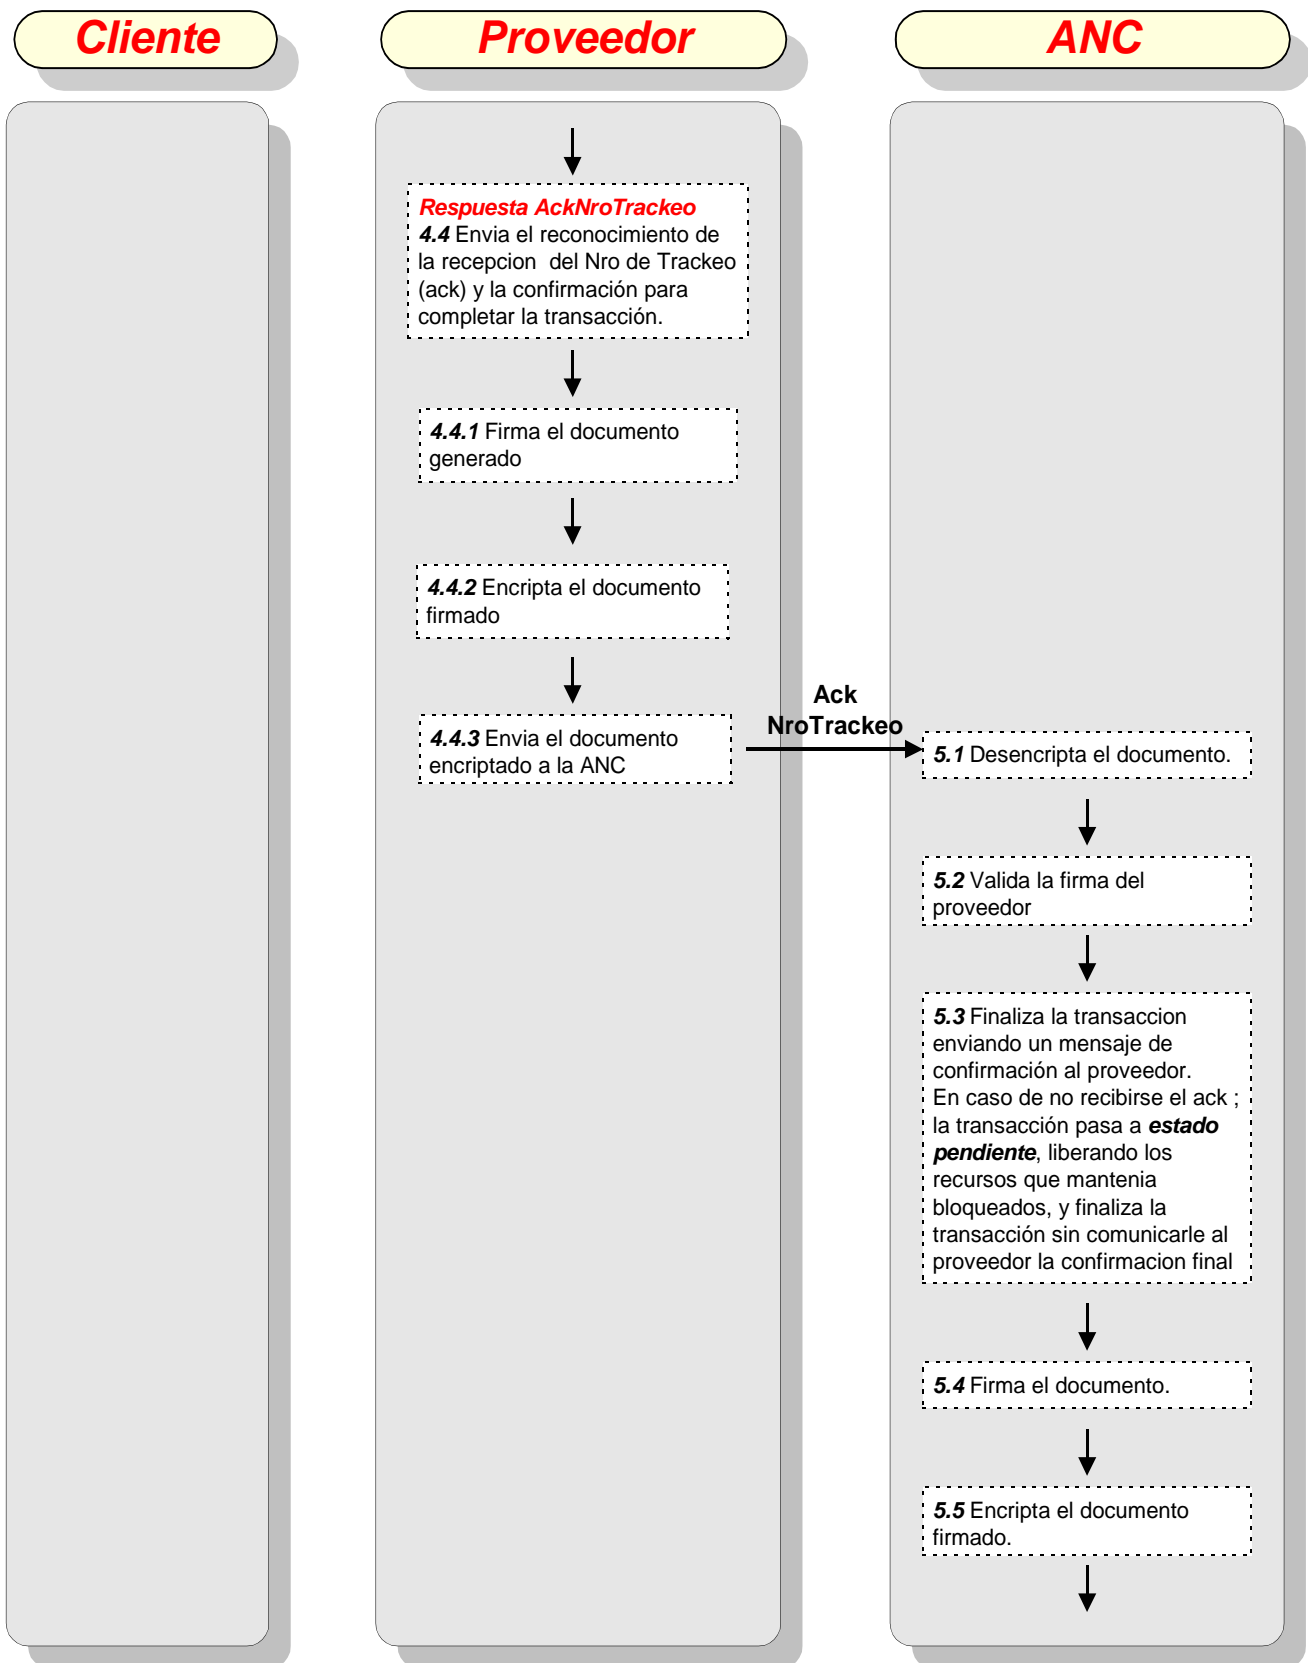 Cliente
Proveedor
ANC
Respuesta AckNroTrackeo
4.4 Envia el reconocimiento de
la recepcion del Nro de Trackeo
(ack) y la confirmación para
completar la transacción.
4.4.1 Firma el documento
generado
4.4.2 Encripta el documento
firmado
4.4.3 Envia el documento
encriptado a la ANC
Ack
NroTrackeo
5.1 Desencripta el documento.
5.2 Valida la firma del
proveedor
5.3 Finaliza la transaccion
enviando un mensaje de
confirmación al proveedor.
En caso de no recibirse el ack ;
la transacción pasa a estado
pendiente, liberando los
recursos que mantenia
bloqueados, y finaliza la
transacción sin comunicarle al
proveedor la confirmacion final
5.4 Firma el documento.
5.5 Encripta el documento
firmado.